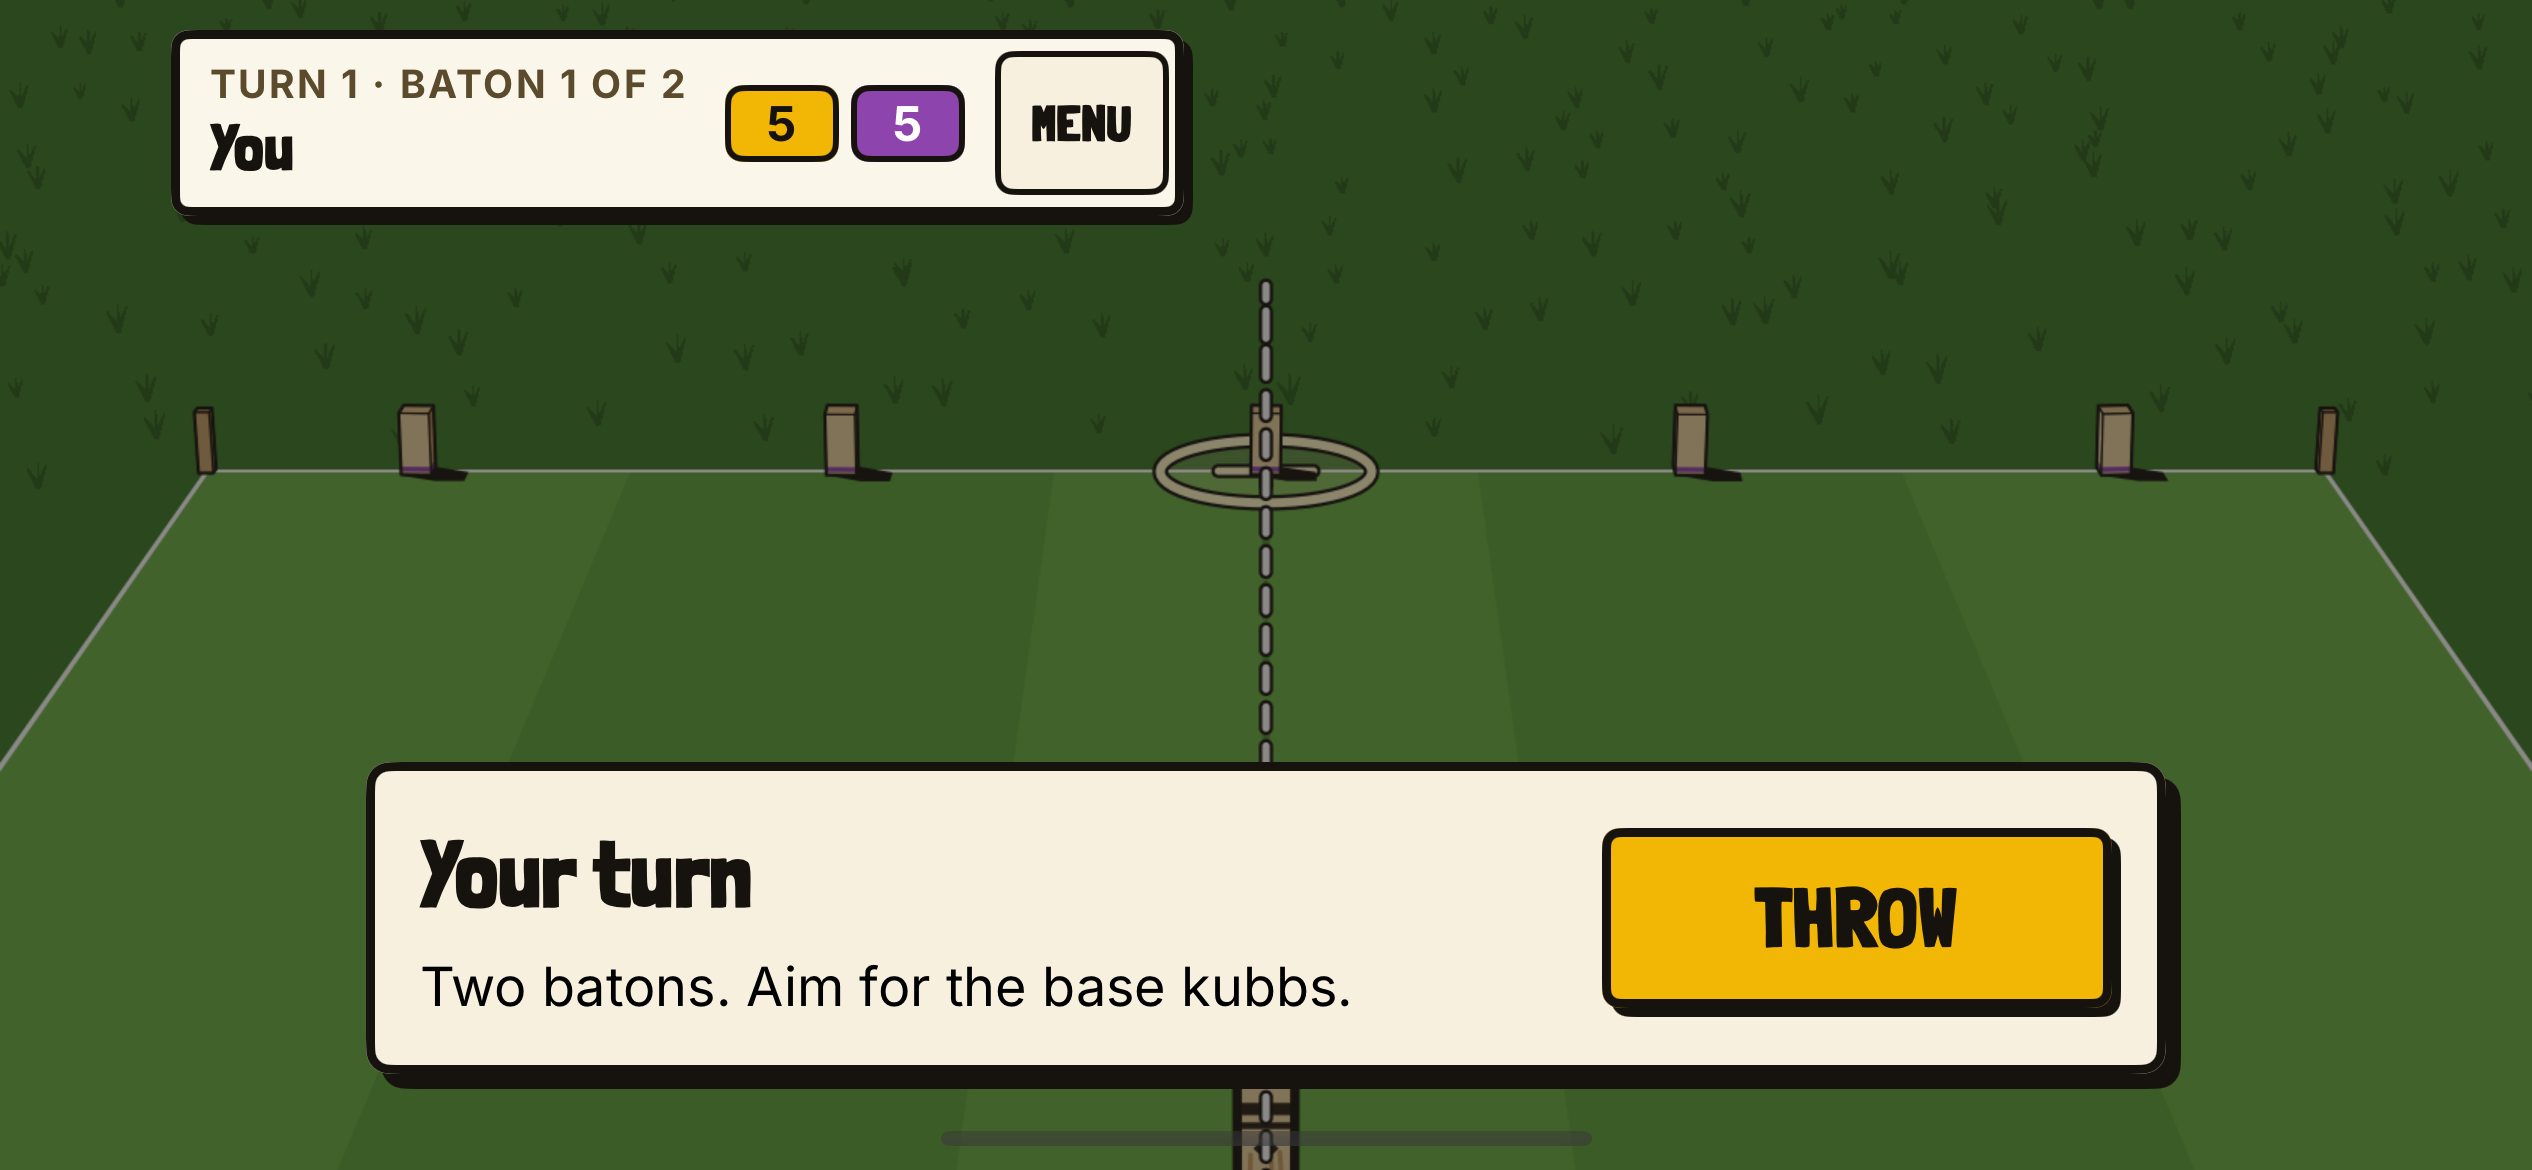 TURN 1 · BATON 1 OF 2
You
5 5
MENU
Your turn
Two batons. Aim for the base kubbs.
THROW